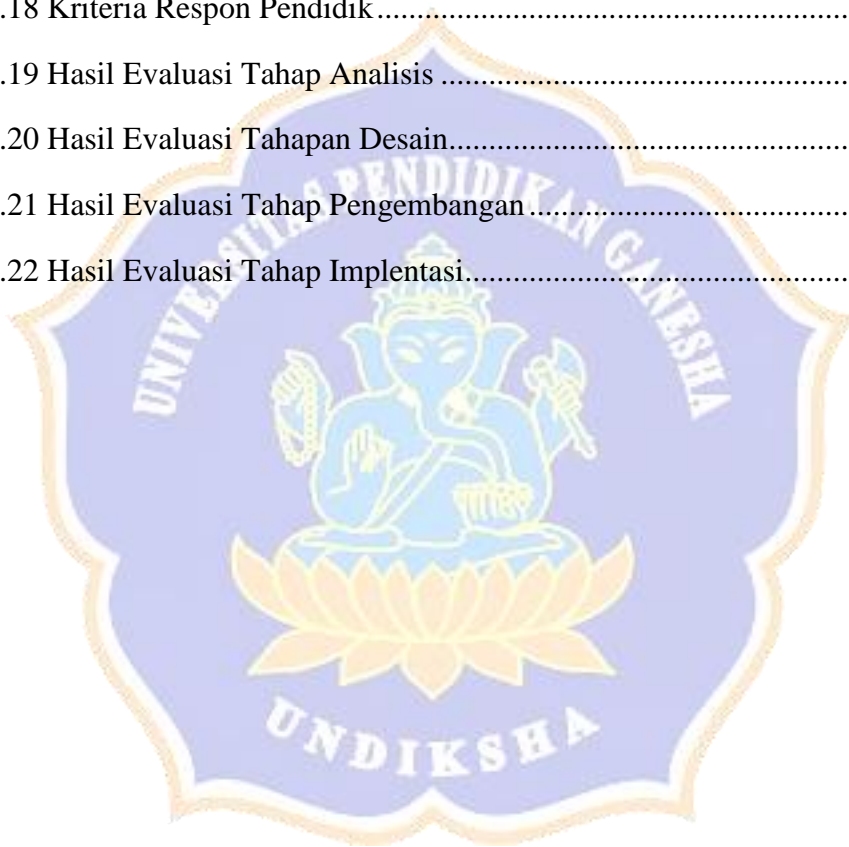 .18 Kriteria Respon Pendidik..........................................................
.19 Hasil Evaluasi Tahap Analisis ..................................................
.20 Hasil Evaluasi Tahapan Desain.................................................
.21 Hasil Evaluasi Tahap Pengembangan .......................................
.22 Hasil Evaluasi Tahap Implentasi...............................................
UNIVERSITAS PENDIDIKAN GANESHA
UNDIKSHA